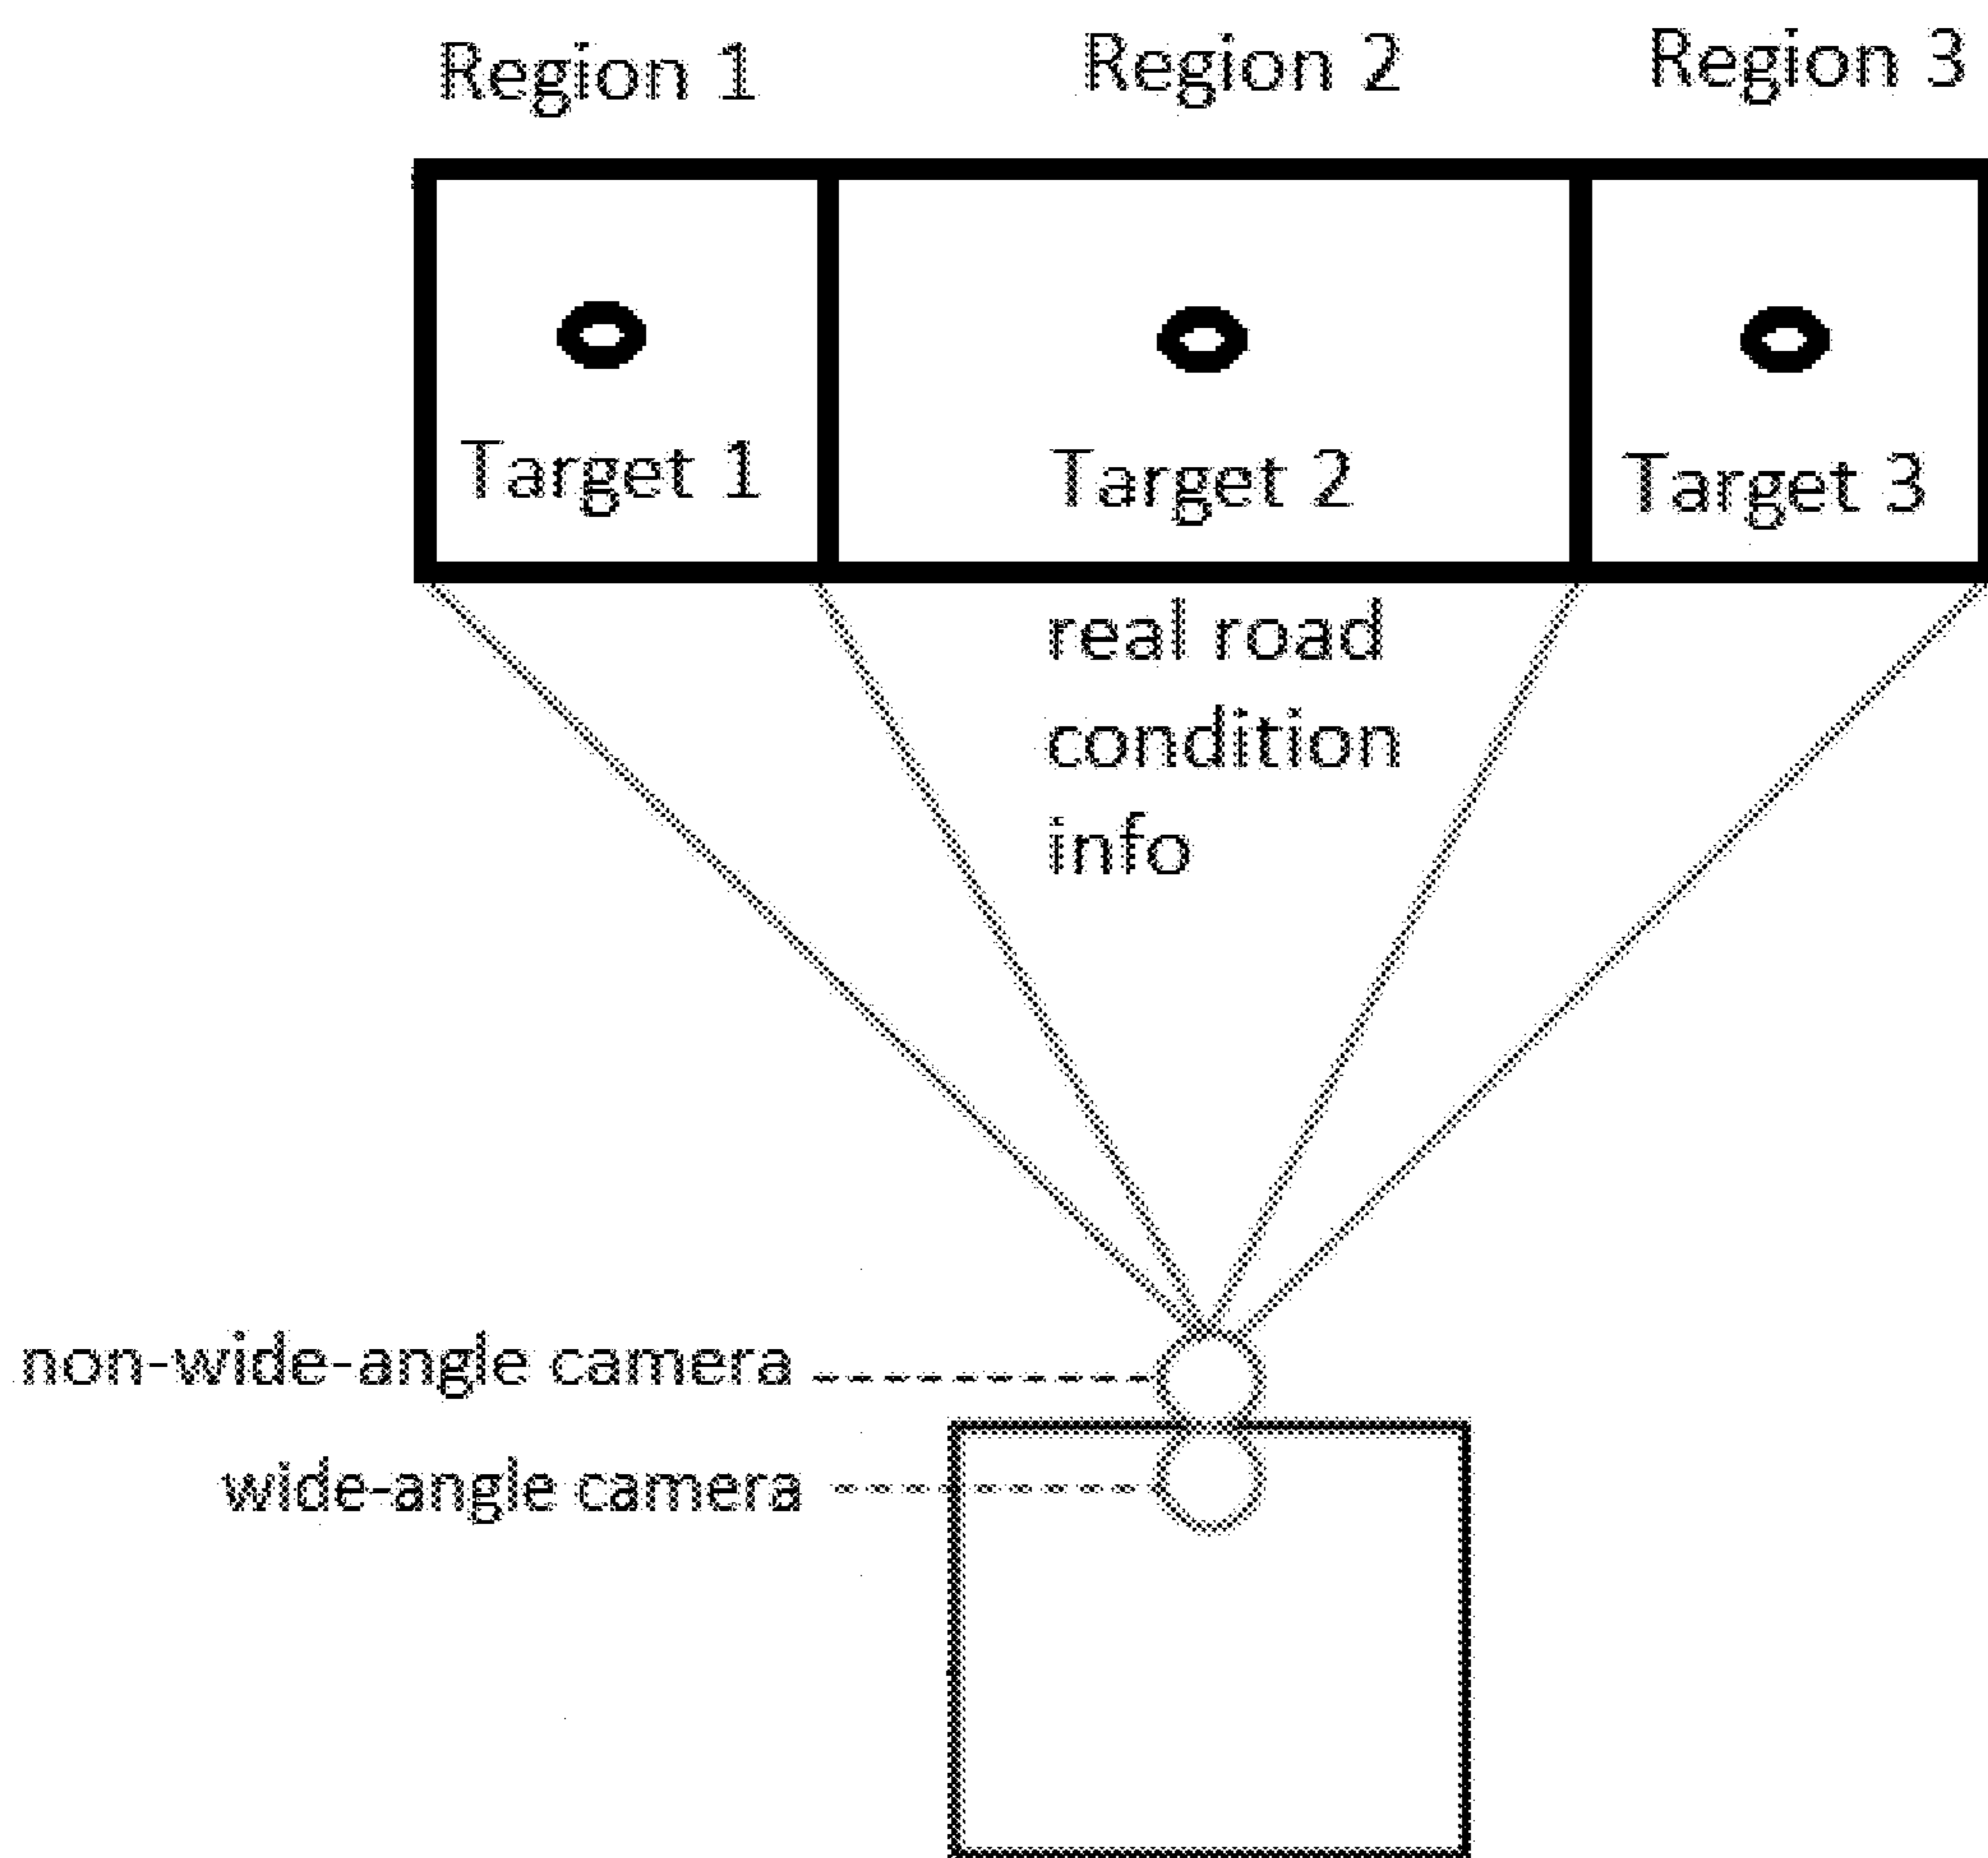 Region 1
Region 2
Region 3
Target 1
Target 2
Target 3
real road
condition
info
non-wide-angle camera
wide-angle camera